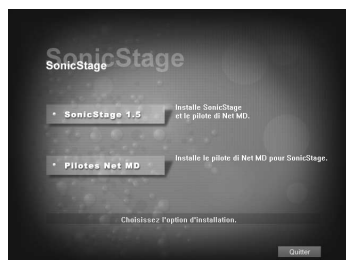 SonicStage
SonicStage
• SonicStage 1.5
Installe SonicStage
et le pilote di Net MD.
• Pilotes Net MD
Installe le pilote di Net MD pour SonicStage.
Choisissez l'option d'installation.
Quitter